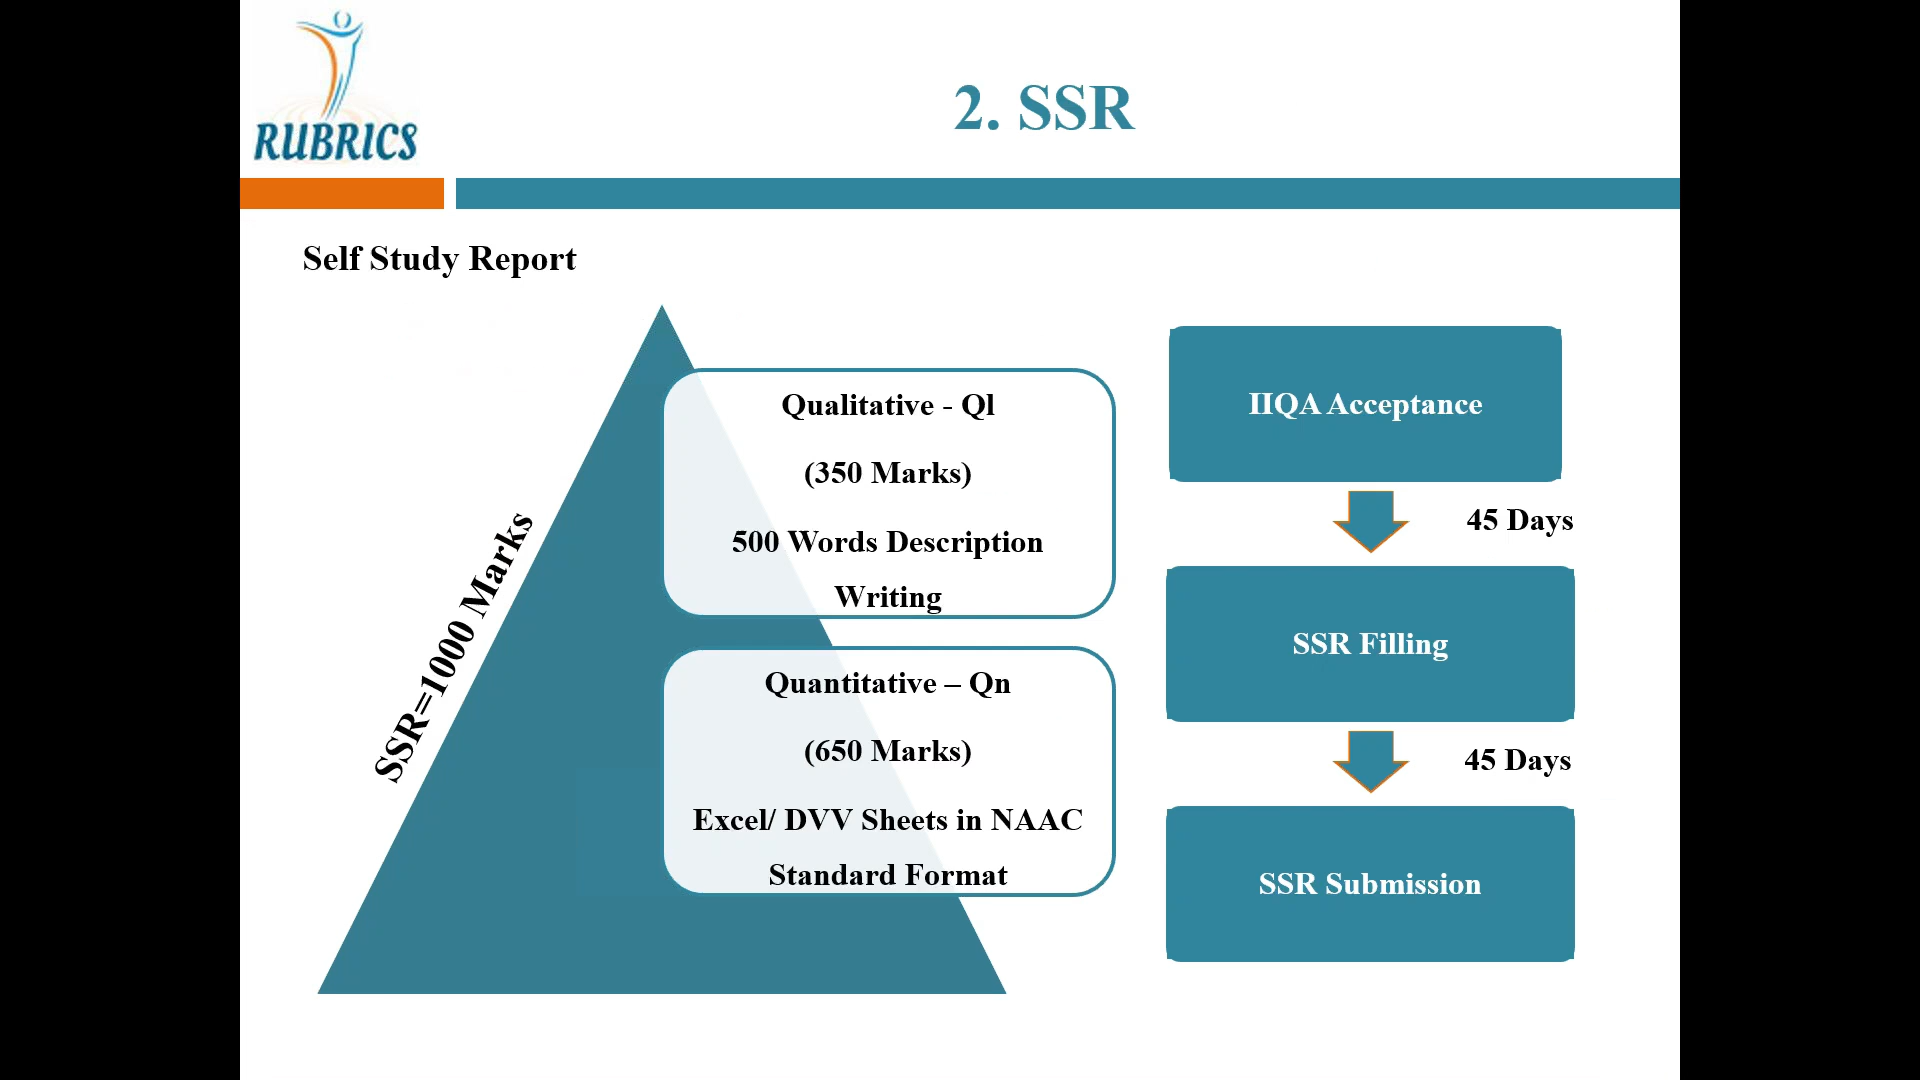 RUBRICS
2. SSR
Self Study Report
SSR=1000 Marks
Qualitative - Ql
(350 Marks)
500 Words Description
Writing
Quantitative – Qn
(650 Marks)
Excel/ DVV Sheets in NAAC
Standard Format
IIQA Acceptance
45 Days
SSR Filling
45 Days
SSR Submission